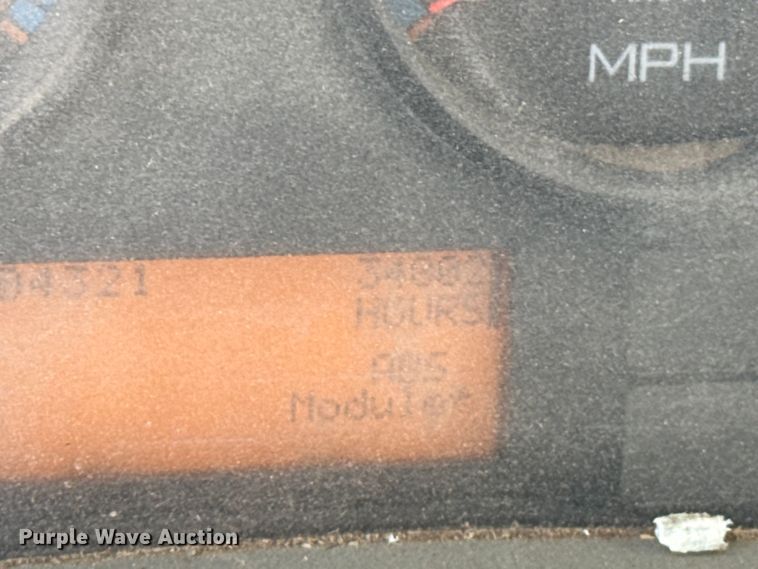 MPH
04321
HOURS
ABS
Module*
Purple Wave Auction